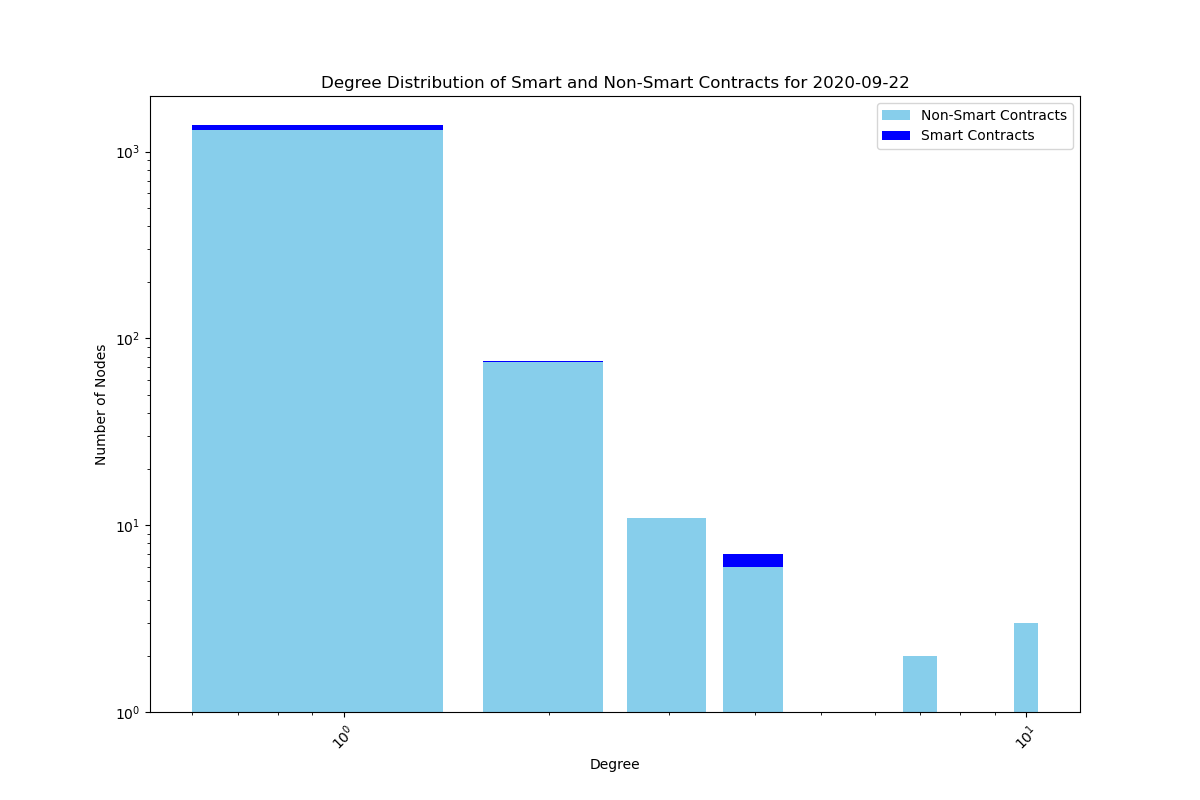 Degree Distribution of Smart and Non-Smart Contracts for 2020-09-22
Non-Smart Contracts
Smart Contracts
Number of Nodes
10³
10²
10¹
10⁰
10⁰
10¹
Degree